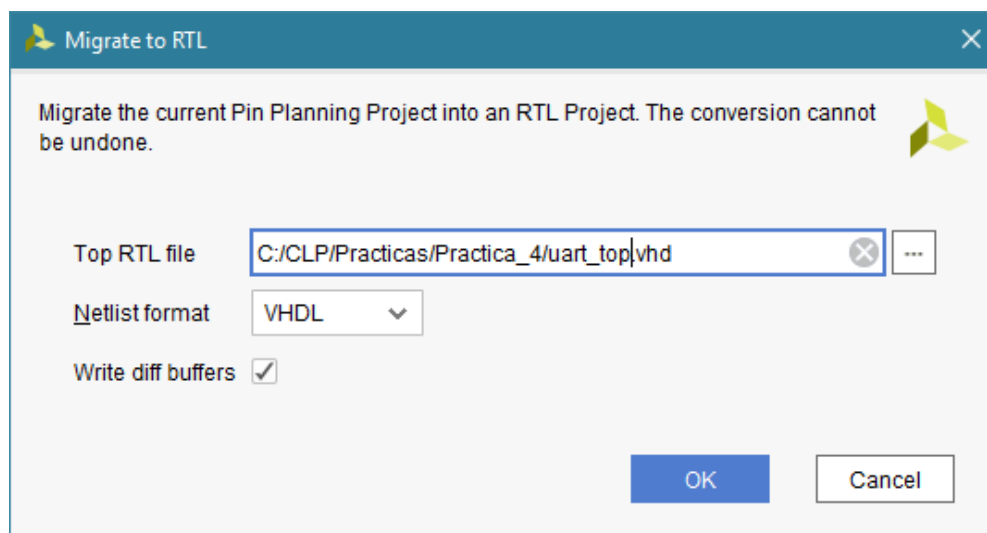 Migrate to RTL
Migrate the current Pin Planning Project into an RTL Project. The conversion cannot
be undone.
Top RTL file
C:/CLP/Practicas/Practica_4/uart_top.vhd
...
Netlist format
VHDL
Write diff buffers
OK
Cancel